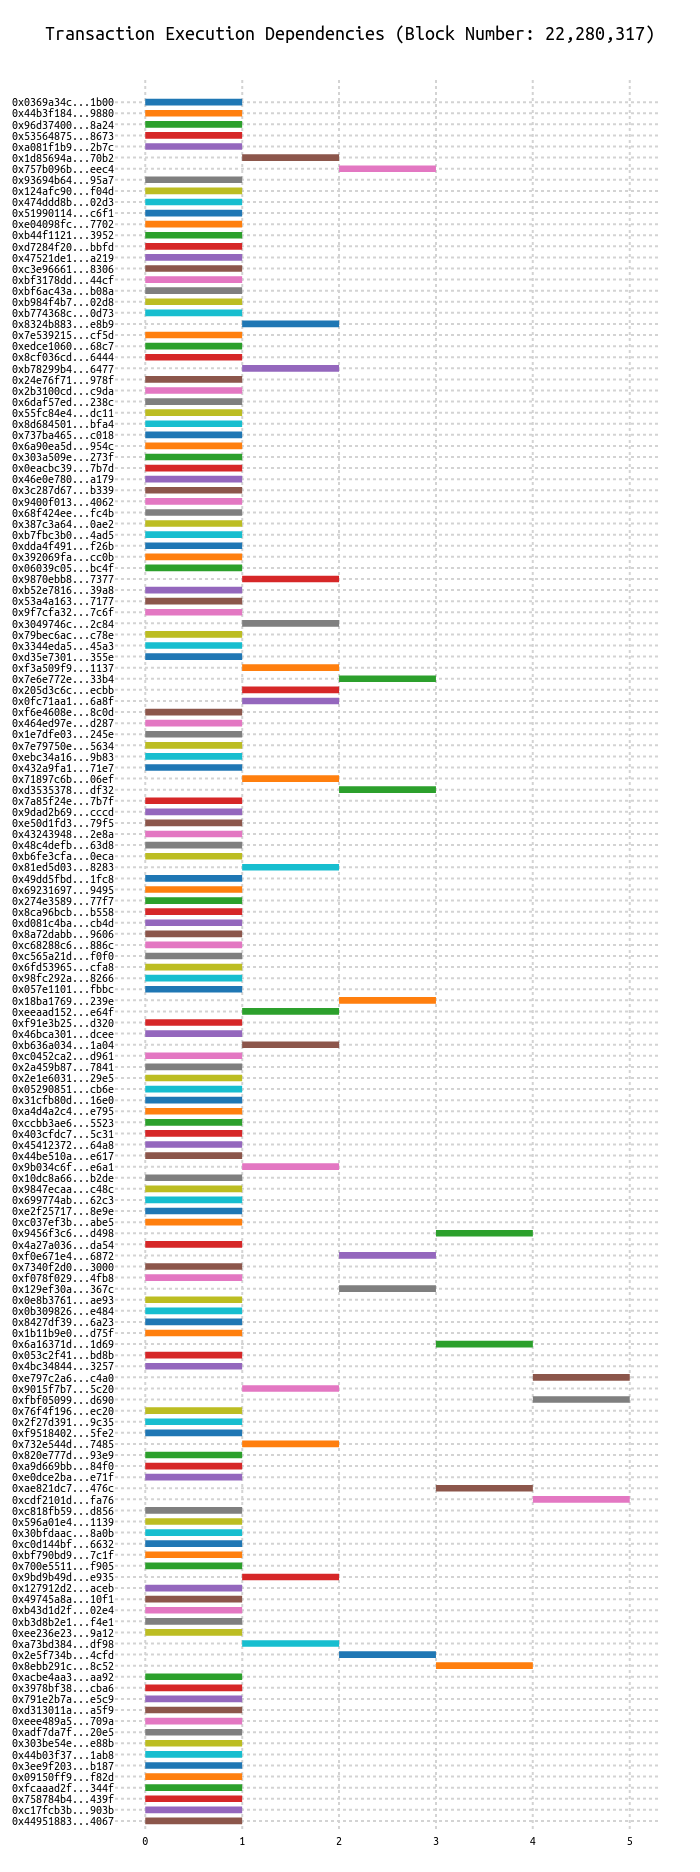 Transaction Execution Dependencies (Block Number: 22,280,317)
0x0369a34c...1b00
0x44b3f184...9880
0x96d37400...8a24
0x53564875...8673
0xa081f1b9...2b7c
0x1d85694a...70b2
0x757b096b...eec4
0x93694b64...95a7
0x124afc90...f04d
0x474ddd8b...02d3
0x51990114...c6f1
0xe04098fc...7702
0xb44f1121...3952
0xd7284f20...bbfd
0x47521de1...a219
0xc3e96661...8306
0xbf3178dd...44cf
0xbf6ac43a...b08a
0xb984f4b7...02d8
0xb774368c...0d73
0x8324b883...e8b9
0x7e539215...cf5d
0xedce1060...68c7
0x8cf036cd...6444
0xb78299b4...6477
0x24e76f71...978f
0x2b3100cd...c9da
0x6daf57ed...238c
0x55fc84e4...dc11
0x8d684501...bfa4
0x737ba465...c018
0x6a90ea5d...954c
0x303a509e...273f
0x0eacbc39...7b7d
0x46e0e780...a179
0x3c287d67...b339
0x9400f013...4062
0x68f424ee...fc4b
0x387c3a64...0ae2
0xb7fbc3b0...4ad5
0xdda4f491...f26b
0x392069fa...cc0b
0x06039c05...bc4f
0x9870ebb8...7377
0xb52e7816...39a8
0x53a4a163...7177
0x9f7cfa32...7c6f
0x3049746c...2c84
0x79bec6ac...c78e
0x3344eda5...45a3
0xd35e7301...355e
0xf3a509f9...1137
0x7e6e772e...33b4
0x205d3c6c...ecbb
0x0fc71aa1...6a8f
0xf6e4608e...8c0d
0x464ed97e...d287
0x1e7dfe03...245e
0x7e79750e...5634
0xebc34a16...9b83
0x432a9fa1...71e7
0x71897c6b...06ef
0xd3535378...df32
0x7a85f24e...7b7f
0x9dad2b69...cccd
0xe50d1fd3...79f5
0x43243948...2e8a
0x48c4defb...63d8
0xb6fe3cfa...0eca
0x81ed5d03...8283
0x49dd5fbd...1fc8
0x69231697...9495
0x274e3589...77f7
0x8ca96bcb...b558
0xd081c4ba...cb4d
0x8a72dabb...9606
0xc68288c6...886c
0xc565a21d...f0f0
0x6fd53965...cfa8
0x98fc292a...8266
0x057e1101...fbbc
0x18ba1769...239e
0xeeaad152...e64f
0xf91e3b25...d320
0x46bca301...dcee
0xb636a034...1a04
0xc0452ca2...d961
0x2a459b87...7841
0x2e1e6031...29e5
0x05290851...cb6e
0x31cfb80d...16e0
0xa4d4a2c4...e795
0xccbb3ae6...5523
0x403cfdc7...5c31
0x45412372...64a8
0x44be510a...e617
0x9b034c6f...e6a1
0x10dc8a66...b2de
0x9847ecaa...c48c
0x699774ab...62c3
0xe2f25717...8e9e
0xc037ef3b...abe5
0x9456f3c6...d498
0x4a27a036...da54
0xf0e671e4...6872
0x7340f2d0...3000
0xf078f029...4fb8
0x129ef30a...367c
0x0e8b3761...ae93
0x0b309826...e484
0x8427df39...6a23
0x1b11b9e0...d75f
0x6a16371d...1d69
0x053c2f41...bd8b
0x4bc34844...3257
0xe797c2a6...c4a0
0x9015f7b7...5c20
0xfbf05099...d690
0x76f4f196...ec20
0x2f27d391...9c35
0xf9518402...5fe2
0x732e544d...7485
0x820e777d...93e9
0xa9d669bb...84f0
0xe0dce2ba...e71f
0xae821dc7...476c
0xcdf2101d...fa76
0xc818fb59...d856
0x596a01e4...1139
0x30bfdaac...8a0b
0xc0d144bf...6632
0xbf790bd9...7c1f
0x700e5511...f905
0x9bd9b49d...e935
0x127912d2...aceb
0x49745a8a...10f1
0xb43d1d2f...02e4
0xb3d8b2e1...f4e1
0xee236e23...9a12
0xa73bd384...df98
0x2e5f734b...4cfd
0x8ebb291c...8c52
0xacbe4aa3...aa92
0x3978bf38...cba6
0x791e2b7a...e5c9
0xd313011a...a5f9
0xeee489a5...709a
0xadf7da7f...20e5
0x303be54e...e88b
0x44b03f37...1ab8
0x3ee9f203...b187
0x09150ff9...f82d
0xfcaaad2f...344f
0x758784b4...439f
0xc17fcb3b...903b
0x44951883...4067
0 1 2 3 4 5